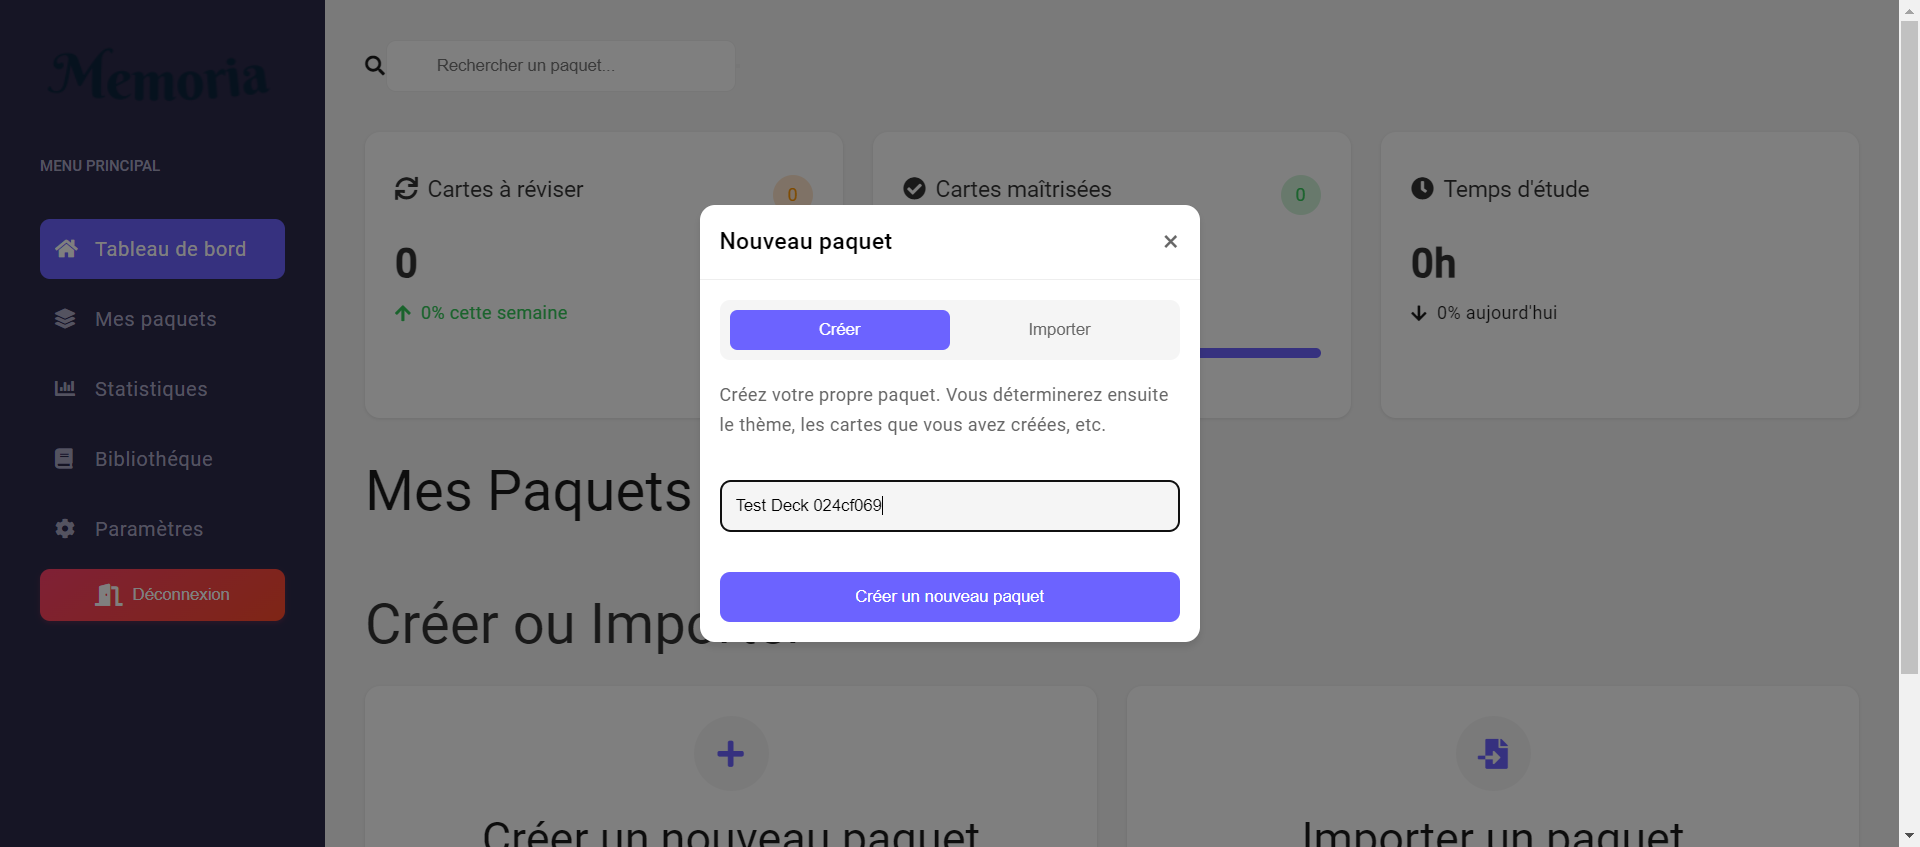 Memoria
MENU PRINCIPAL
Tableau de bord
Mes paquets
Statistiques
Bibliothéque
Paramètres
Déconnexion
Rechercher un paquet...
Cartes à réviser
0
0
0% cette semaine
Cartes maîtrisées
0
Temps d'étude
0h
0% aujourd'hui
Nouveau paquet
×
Créer
Importer
Créez votre propre paquet. Vous déterminerez ensuite
le thème, les cartes que vous avez créées, etc.
Test Deck 024cf069
Créer un nouveau paquet
Mes Paquets
Créer ou Importer
Créer un nouveau paquet
Importer un paquet